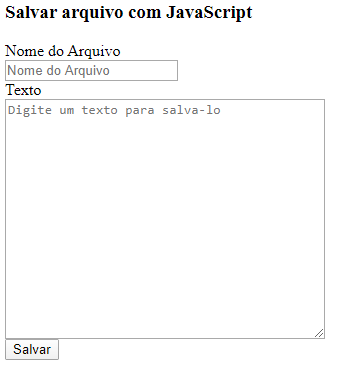 Salvar arquivo com JavaScript
Nome do Arquivo
Nome do Arquivo
Texto
Digite um texto para salva-lo
Salvar